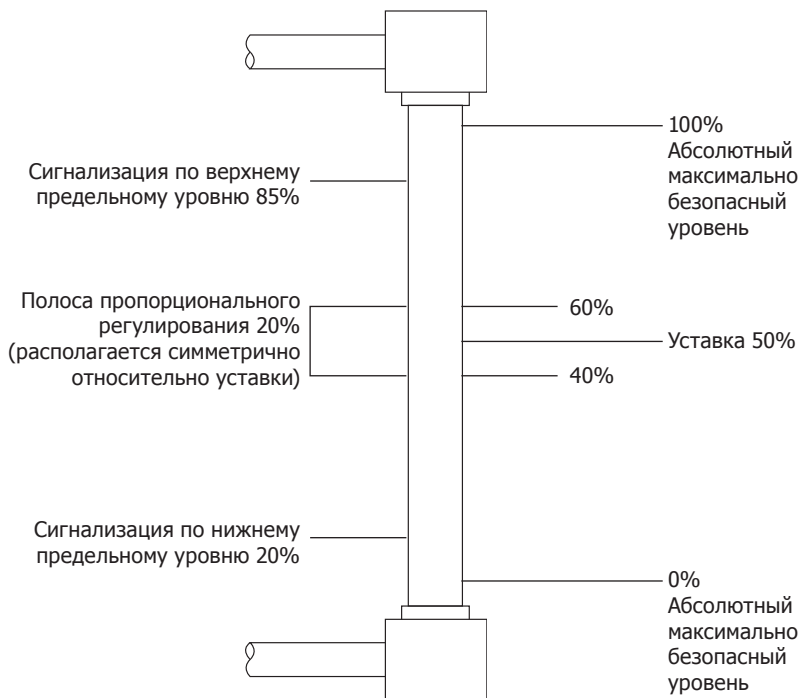 100%
Абсолютный
максимально
безопасный
уровень
Сигнализация по верхнему
предельному уровню 85%
Полоса пропорционального
регулирования 20%
(располагается симметрично
относительно уставки)
60%
Уставка 50%
40%
Сигнализация по нижнему
предельному уровню 20%
0%
Абсолютный
максимально
безопасный
уровень